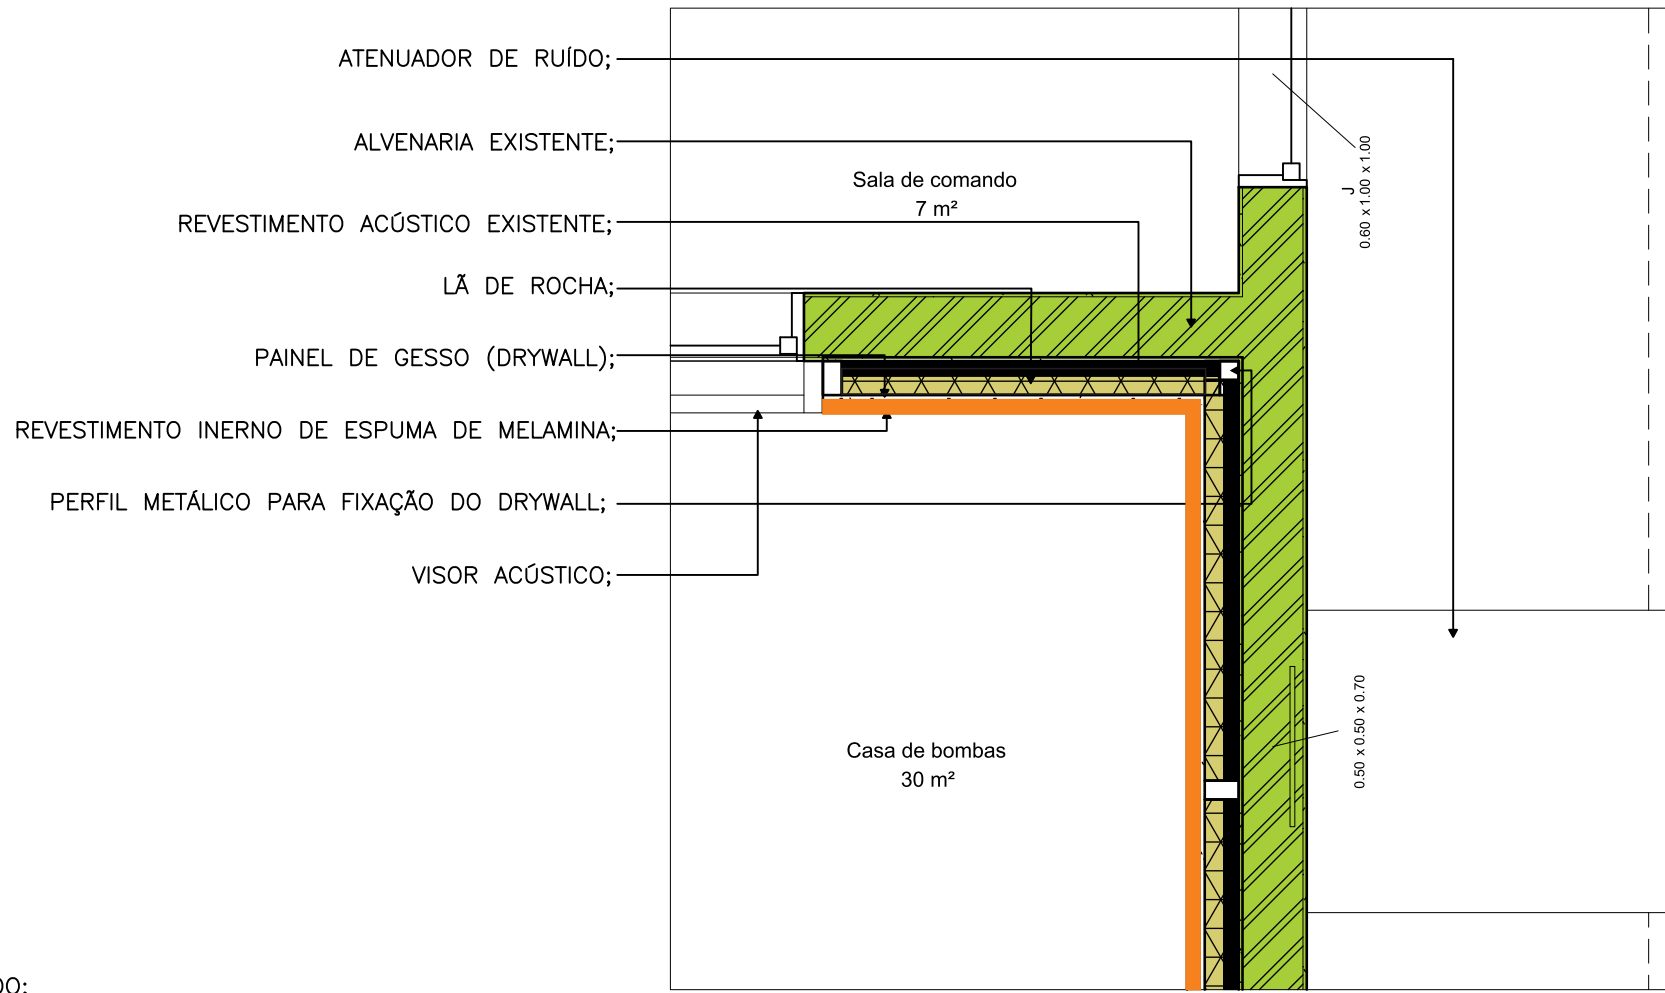 ATENUADOR DE RUÍDO;
ALVENARIA EXISTENTE;
Sala de comando
7 m²
REVESTIMENTO ACÚSTICO EXISTENTE;
LÃ DE ROCHA;
PAINEL DE GESSO (DRYWALL);
REVESTIMENTO INERNO DE ESPUMA DE MELAMINA;
PERFIL METÁLICO PARA FIXAÇÃO DO DRYWALL;
VISOR ACÚSTICO;
J
0.60 x 1.00 x 1.00
0.50 x 0.50 x 0.70
Casa de bombas
30 m²